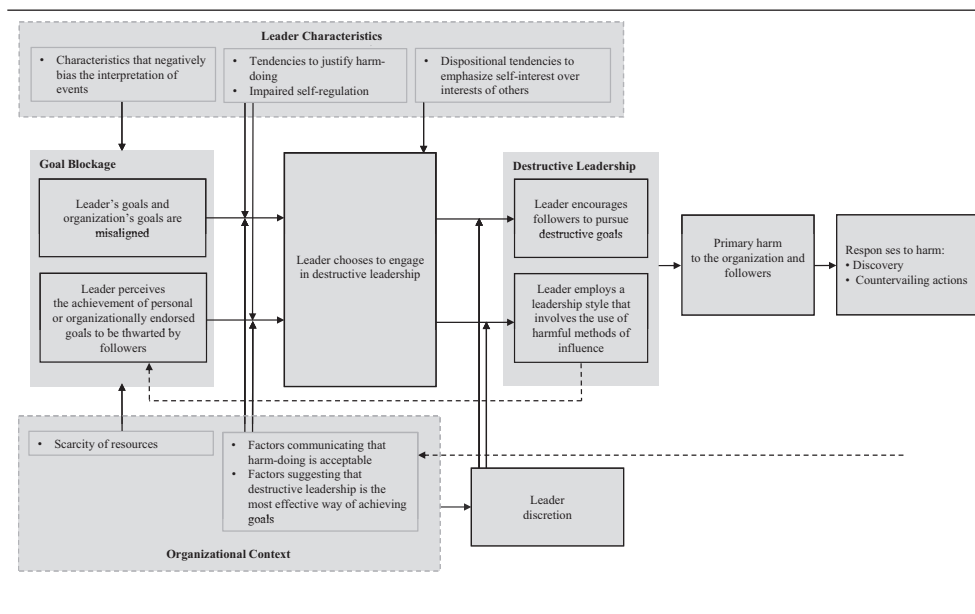 Leader Characteristics
• Characteristics that negatively
bias the interpretation of
events
• Tendencies to justify harm-
doing
• Impaired self-regulation
• Dispositional tendencies to
emphasize self-interest over
interests of others
Goal Blockage
Leader's goals and
organization's goals are
misaligned
Leader perceives
the achievement of personal
or organizationally endorsed
goals to be thwarted by
followers
Leader chooses to engage
in destructive leadership
Destructive Leadership
Leader encourages
followers to pursue
destructive goals
Leader employs a
leadership style that
involves the use of
harmful methods of
influence
Primary harm
to the organization and
followers
Respon ses to harm:
• Discovery
• Countervailing actions
• Scarcity of resources
• Factors communicating that
harm-doing is acceptable
• Factors suggesting that
destructive leadership is the
most effective way of achieving
goals
Organizational Context
Leader
discretion